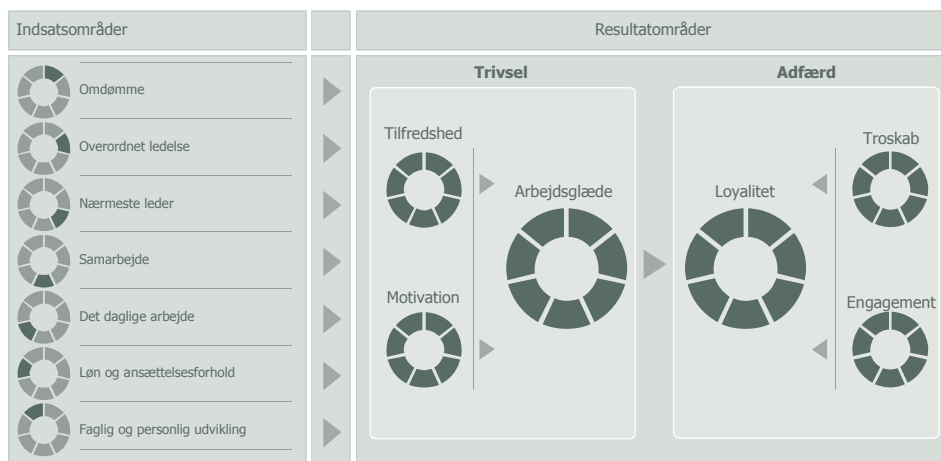 Indsatsområder
Resultatområder
Omdømme
Overordnet ledelse
Nærmeste leder
Samarbejde
Det daglige arbejde
Løn og ansættelsesforhold
Faglig og personlig udvikling
Trivsel
Tilfredshed
Arbejdsglæde
Motivation
Adfærd
Troskab
Loyalitet
Engagement